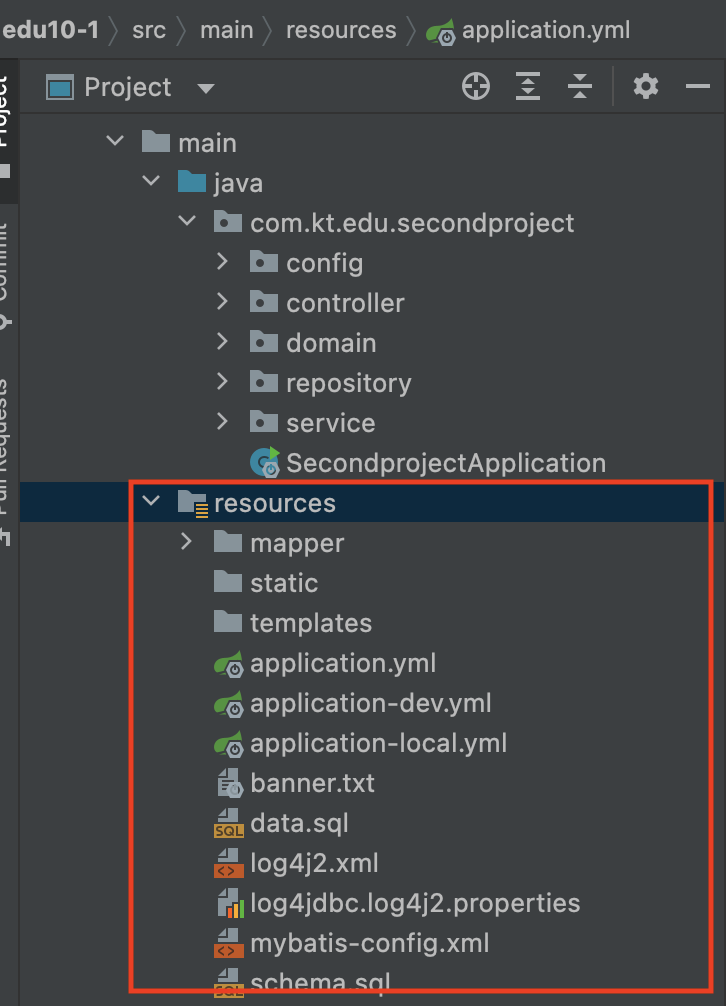 edu10-1 〉 src 〉 main 〉 resources 〉 application.yml
Project
Project
Commit
Pull Requests
main
java
com.kt.edu.secondproject
config
controller
domain
repository
service
SecondprojectApplication
resources
mapper
static
templates
application.yml
application-dev.yml
application-local.yml
banner.txt
SQL data.sql
<> log4j2.xml
log4jdbc.log4j2.properties
<> mybatis-config.xml
SQL schema.sql